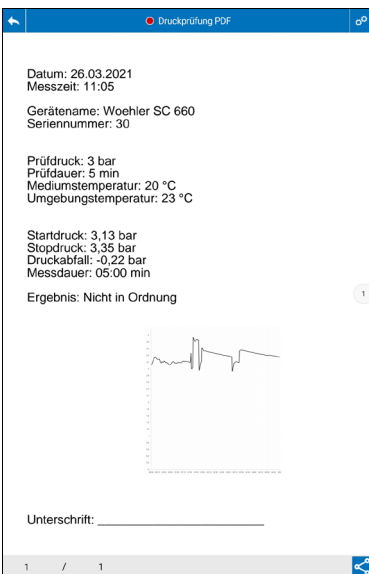 Druckprüfung PDF
Datum: 26.03.2021
Messzeit: 11:05
Gerätename: Woehler SC 660
Seriennummer: 30
Prüfdruck: 3 bar
Prüfdauer: 5 min
Mediumstemperatur: 20 °C
Umgebungstemperatur: 23 °C
Startdruck: 3,13 bar
Stopdruck: 3,35 bar
Druckabfall: -0,22 bar
Messdauer: 05:00 min
Ergebnis: Nicht in Ordnung
1
Unterschrift:
1 / 1